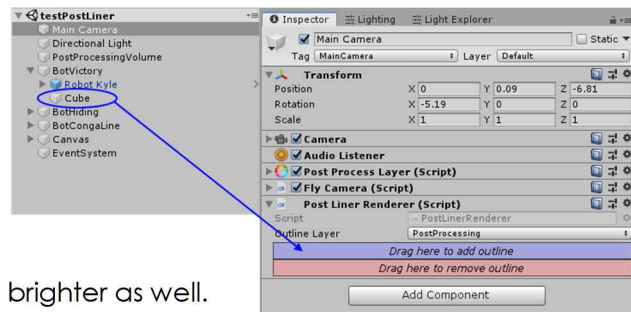 testPostLiner
Main Camera
Directional Light
PostProcessingVolume
BotVictory
Robot Kyle
Cube
BotHiding
BotCongaLine
Canvas
EventSystem
brighter as well.
Inspector Lighting Light Explorer
Main Camera Static
Tag MainCamera Layer Default
Transform
Position X 0 Y 0.09 Z -6.81
Rotation X -5.19 Y 0 Z 0
Scale X 1 Y 1 Z 1
Camera
Audio Listener
Post Process Layer (Script)
Fly Camera (Script)
Post Liner Renderer (Script)
Script PostLinerRenderer
Outline Layer PostProcessing
Drag here to add outline
Drag here to remove outline
Add Component